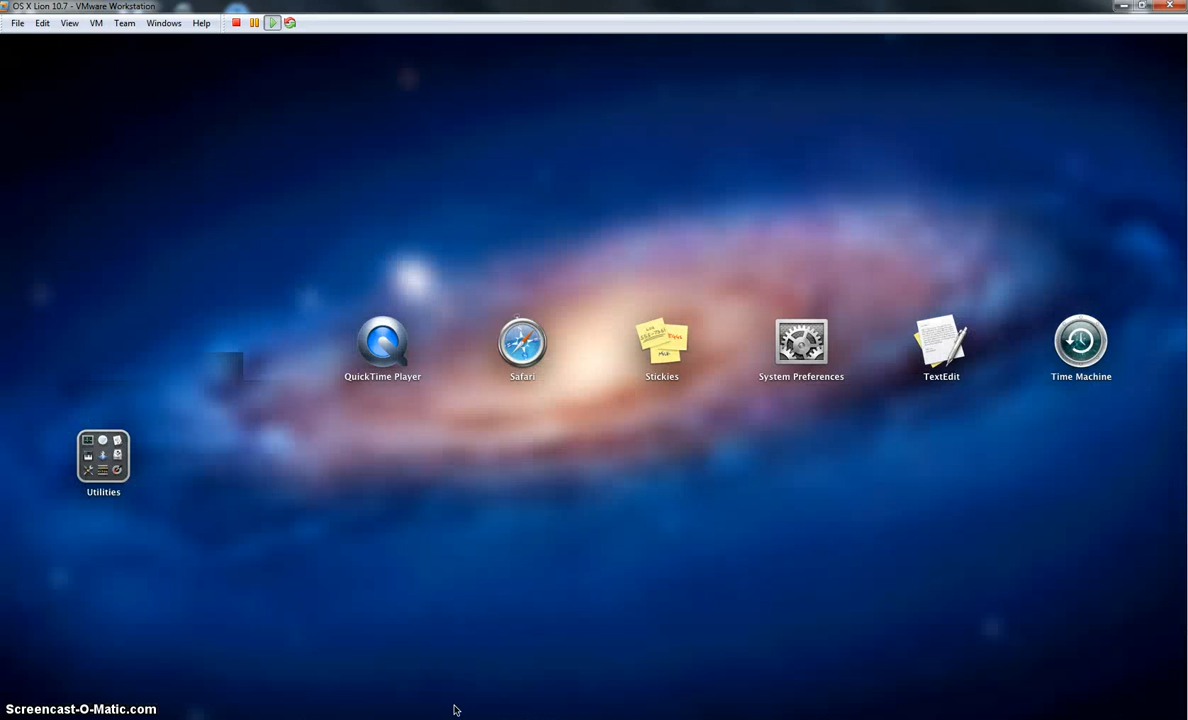 OS X Lion 10.7 - VMware Workstation
File Edit View VM Team Windows Help
QuickTime Player Safari Stickies System Preferences TextEdit Time Machine
Utilities
Screencast-O-Matic.com